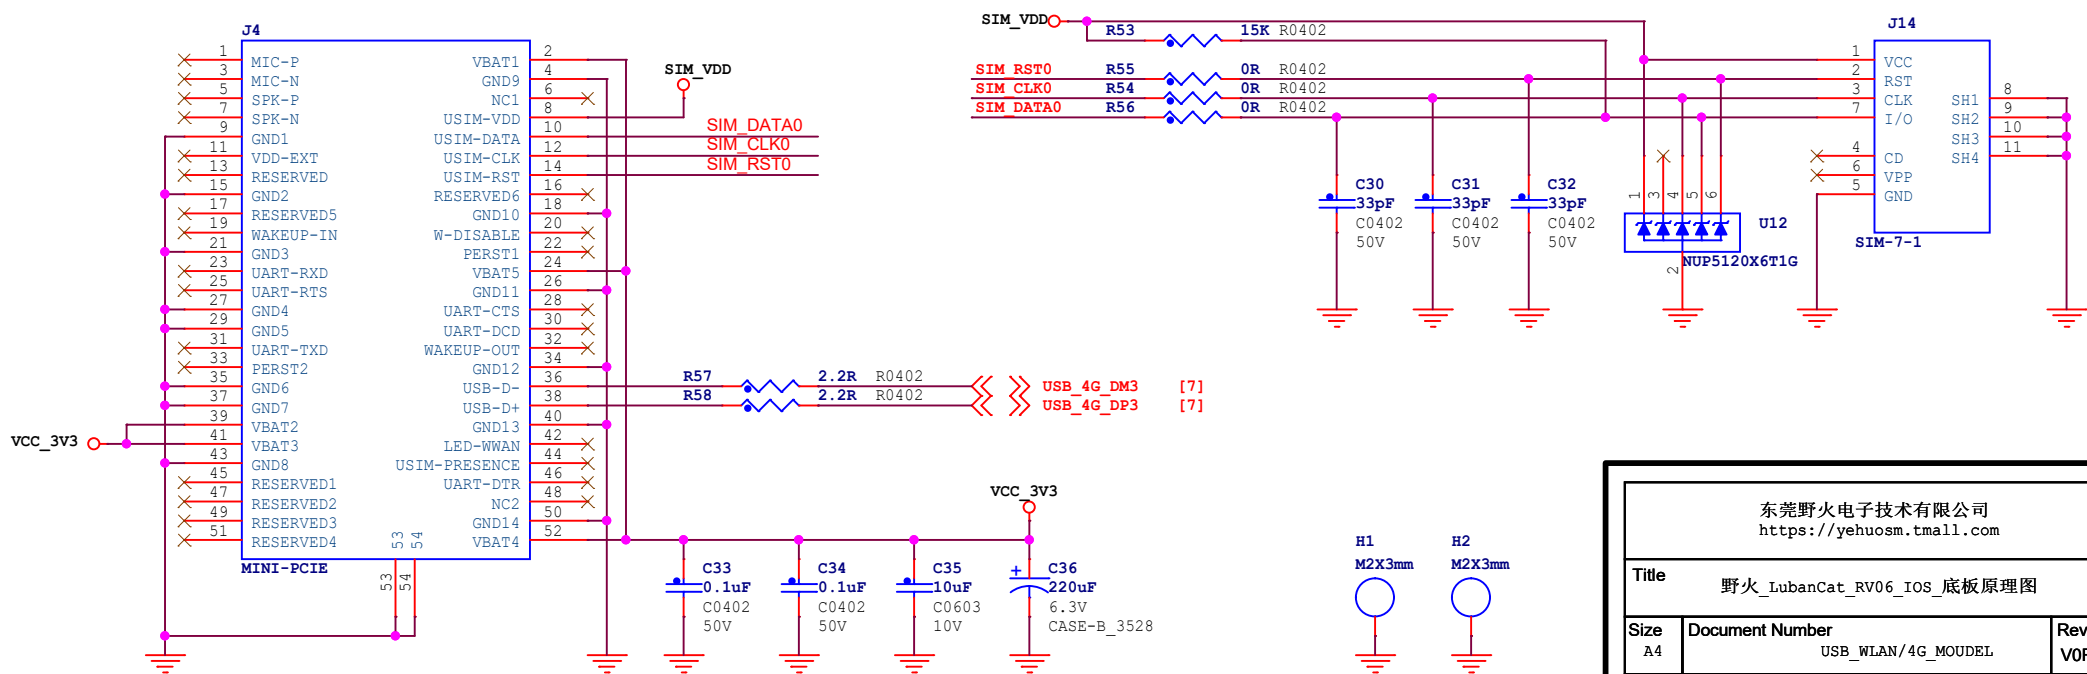 J4
1 MIC-P VBAT1 2
3 MIC-N GND9 4
5 SPK-P NC1 6
7 SPK-N USIM-VDD 8
9 GND1 USIM-DATA 10
11 VDD-EXT USIM-CLK 12
13 RESERVED USIM-RST 14
15 GND2 RESERVED6 16
17 RESERVED5 GND10 18
19 WAKEUP-IN W-DISABLE 20
21 GND3 PERST1 22
23 UART-RXD VBAT5 24
25 UART-RTS GND11 26
27 GND4 UART-CTS 28
29 GND5 UART-DCD 30
31 UART-TXD WAKEUP-OUT 32
33 PERST2 GND12 34
35 GND6 USB-D- 36
37 GND7 USB-D+ 38
39 VBAT2 GND13 40
41 VBAT3 LED-WWAN 42
43 GND8 USIM-PRESENCE 44
45 RESERVED1 UART-DTR 46
47 RESERVED2 NC2 48
49 RESERVED3 GND14 50
51 RESERVED4 VBAT4 52
53 54
53 54
MINI-PCIE
VCC_3V3
SIM_VDD
SIM_DATA0
SIM_CLK0
SIM_RST0
R57 2.2R R0402 USB_4G_DM3 [7]
R58 2.2R R0402 USB_4G_DP3 [7]
VCC_3V3
C33
0.1uF
C0402
50V
C34
0.1uF
C0402
50V
C35
10uF
C0603
10V
+
C36
220uF
6.3V
CASE-B_3528
SIM_VDD
R53 15K R0402
SIM_RST0 R55 0R R0402
SIM_CLK0 R54 0R R0402
SIM_DATA0 R56 0R R0402
C30
33pF
C0402
50V
C31
33pF
C0402
50V
C32
33pF
C0402
50V
1 3 4 5 6
2
U12
NUP5120X6T1G
J14
1 VCC
2 RST
3 CLK SH1 8
7 I/O SH2 9
SH3 10
4 CD SH4 11
6 VPP
5 GND
SIM-7-1
H1
M2X3mm
H2
M2X3mm
东莞野火电子技术有限公司
https://yehuosm.tmall.com
Title
野火_LubanCat_RV06_IOS_底板原理图
Size Document Number Rev
A4 USB_WLAN/4G_MOUDEL